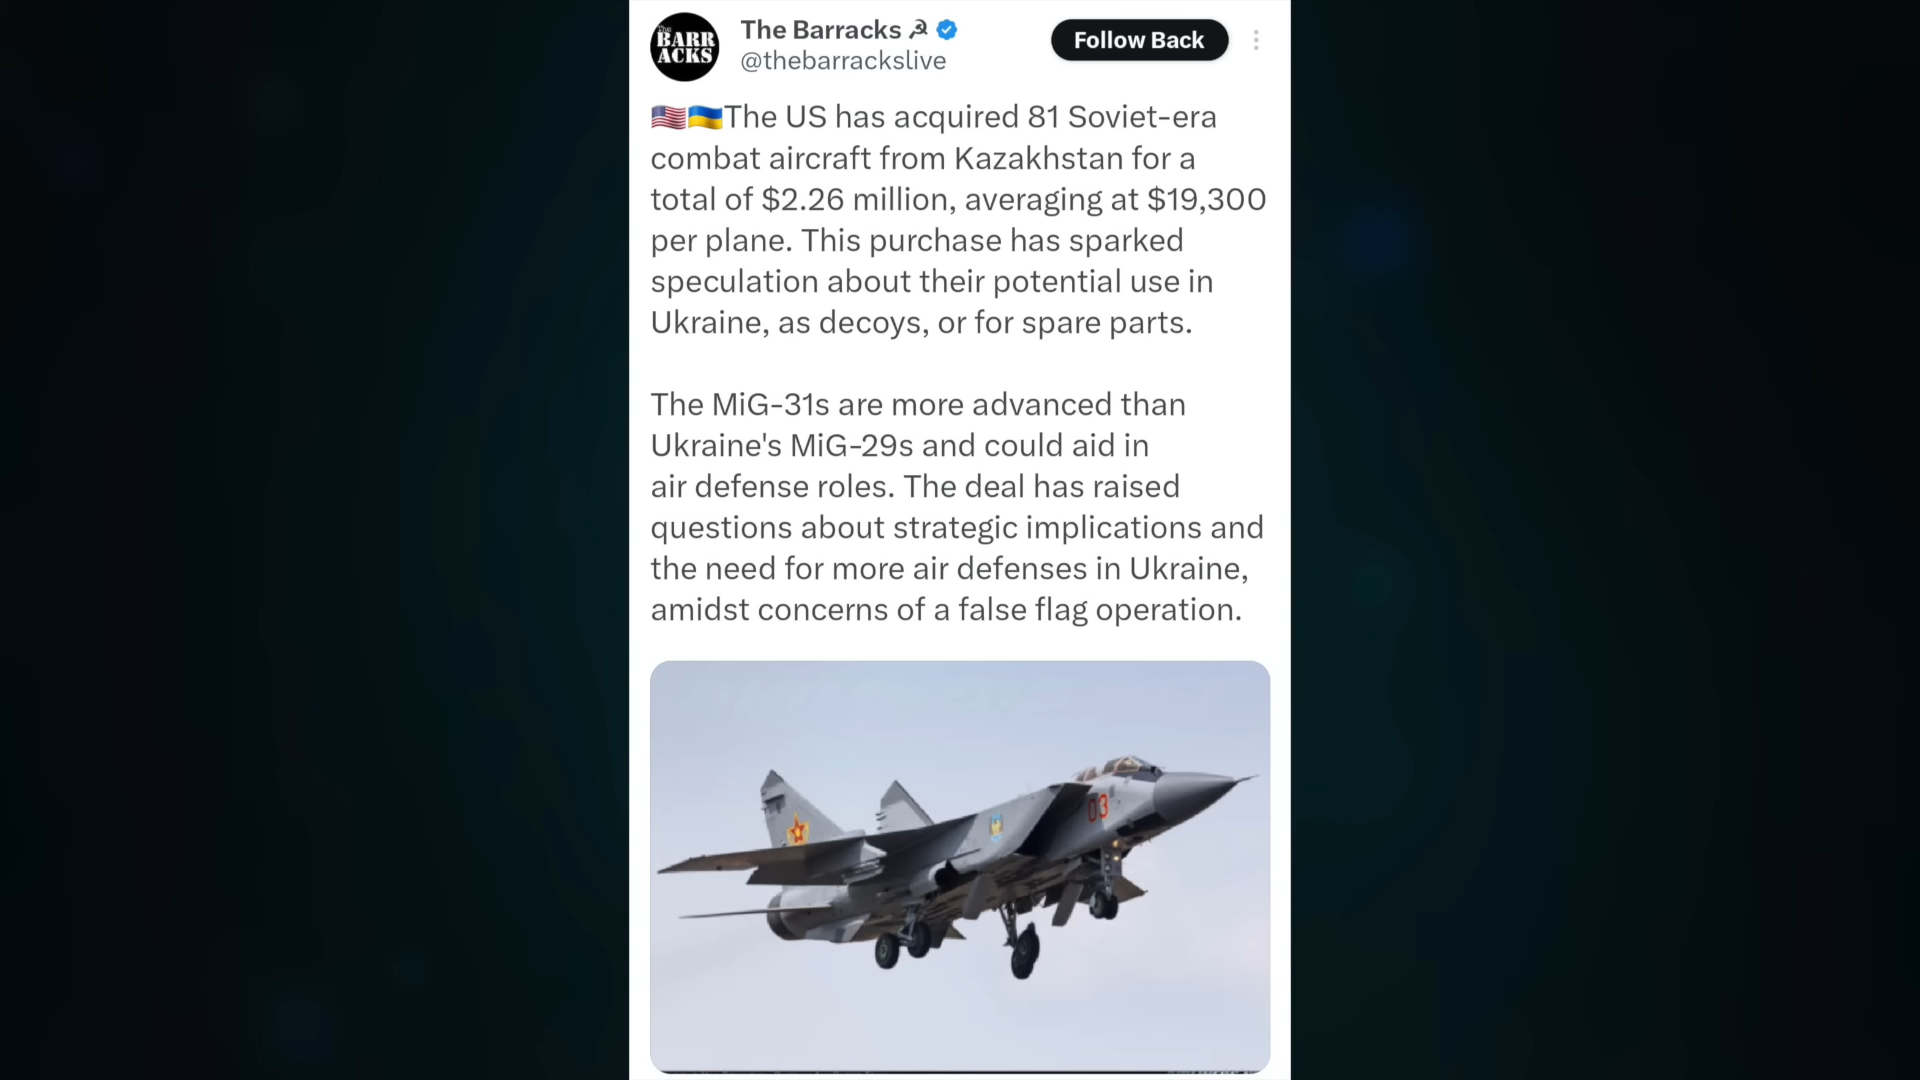 The
BARR
ACKS
The Barracks ☭
@thebarrackslive
Follow Back
🇺🇸🇺🇦The US has acquired 81 Soviet-era
combat aircraft from Kazakhstan for a
total of $2.26 million, averaging at $19,300
per plane. This purchase has sparked
speculation about their potential use in
Ukraine, as decoys, or for spare parts.
The MiG-31s are more advanced than
Ukraine's MiG-29s and could aid in
air defense roles. The deal has raised
questions about strategic implications and
the need for more air defenses in Ukraine,
amidst concerns of a false flag operation.
03